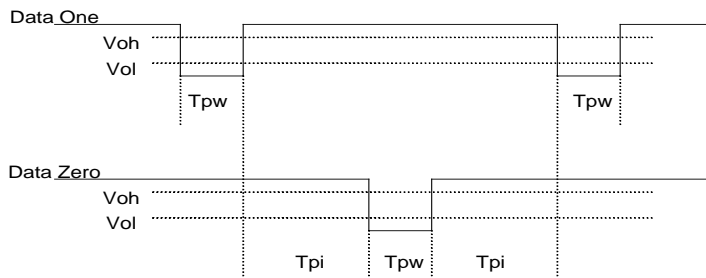 Data One
Voh
Vol
Tpw Tpw
Data Zero
Voh
Vol
Tpi Tpw Tpi